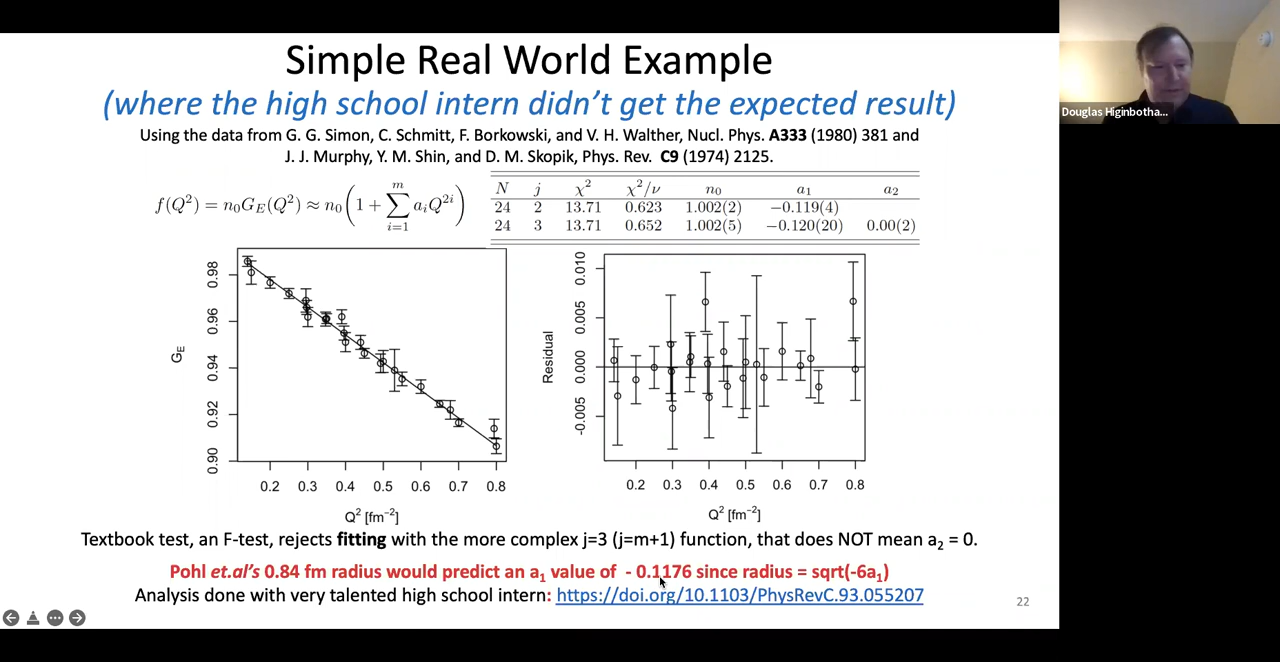 Simple Real World Example
(where the high school intern didn't get the expected result)
Using the data from G. G. Simon, C. Schmitt, F. Borkowski, and V. H. Walther, Nucl. Phys. A333 (1980) 381 and
J. J. Murphy, Y. M. Shin, and D. M. Skopik, Phys. Rev. C9 (1974) 2125.
f(Q²) = n₀G_E(Q²) ≈ n₀(1 + ∑_{i=1}^{m} a_i Q^{2i})
N j χ² χ²/ν n₀ a₁ a₂
24 2 13.71 0.623 1.002(2) −0.119(4)
24 3 13.71 0.652 1.002(5) −0.120(20) 0.00(2)
G_E
0.98
0.96
0.94
0.92
0.90
0.2 0.3 0.4 0.5 0.6 0.7 0.8
Q² [fm⁻²]
Residual
0.010
0.005
0.000
-0.005
0.2 0.3 0.4 0.5 0.6 0.7 0.8
Q² [fm⁻²]
Textbook test, an F-test, rejects fitting with the more complex j=3 (j=m+1) function, that does NOT mean a₂ = 0.
Pohl et.al's 0.84 fm radius would predict an a₁ value of - 0.1176 since radius = sqrt(-6a₁)
Analysis done with very talented high school intern: https://doi.org/10.1103/PhysRevC.93.055207
22
Douglas Higinbotha...